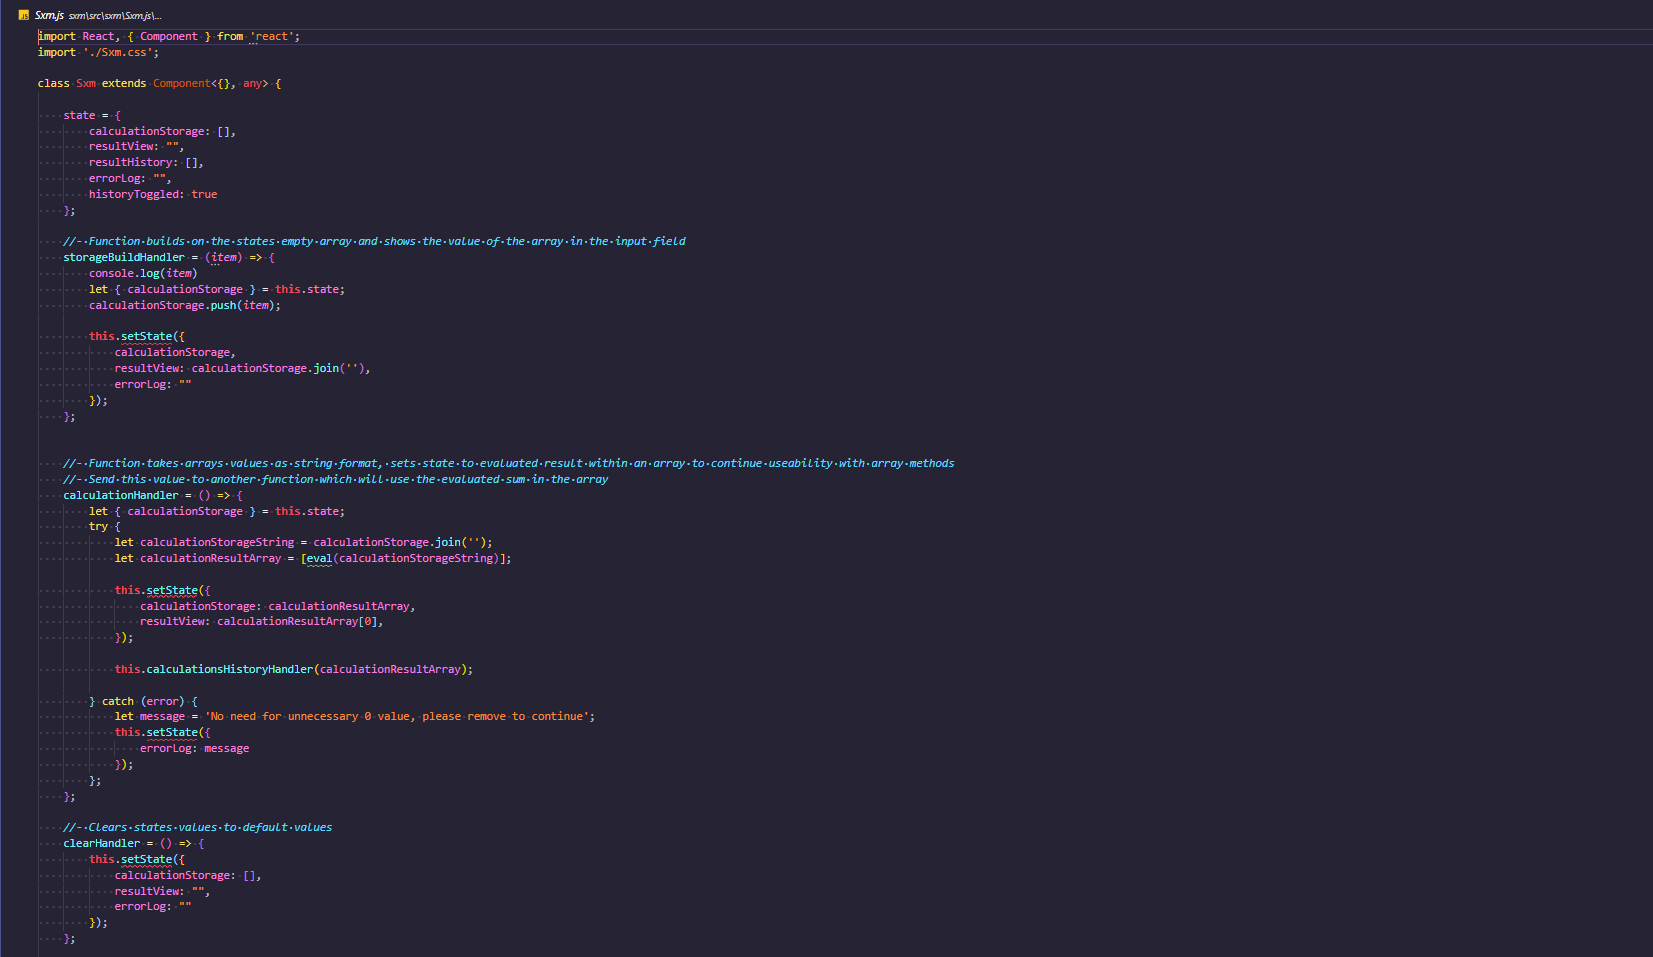 Sxm.js sxm\src\sxm\Sxm.js\...
import React, { Component } from 'react';
import './Sxm.css';
class Sxm extends Component<{}, any> {
state = {
calculationStorage: [],
resultView: "",
resultHistory: [],
errorLog: "",
historyToggled: true
};
// Function builds on the states empty array and shows the value of the array in the input field
storageBuildHandler = (item) => {
console.log(item)
let { calculationStorage } = this.state;
calculationStorage.push(item);
this.setState({
calculationStorage,
resultView: calculationStorage.join(''),
errorLog: ""
});
};
// Function takes arrays values as string format, sets state to evaluated result within an array to continue useability with array methods
// Send this value to another function which will use the evaluated sum in the array
calculationHandler = () => {
let { calculationStorage } = this.state;
try {
let calculationStorageString = calculationStorage.join('');
let calculationResultArray = [eval(calculationStorageString)];
this.setState({
calculationStorage: calculationResultArray,
resultView: calculationResultArray[0],
});
this.calculationsHistoryHandler(calculationResultArray);
} catch (error) {
let message = 'No need for unnecessary 0 value, please remove to continue';
this.setState({
errorLog: message
});
};
};
// Clears states values to default values
clearHandler = () => {
this.setState({
calculationStorage: [],
resultView: "",
errorLog: ""
});
};